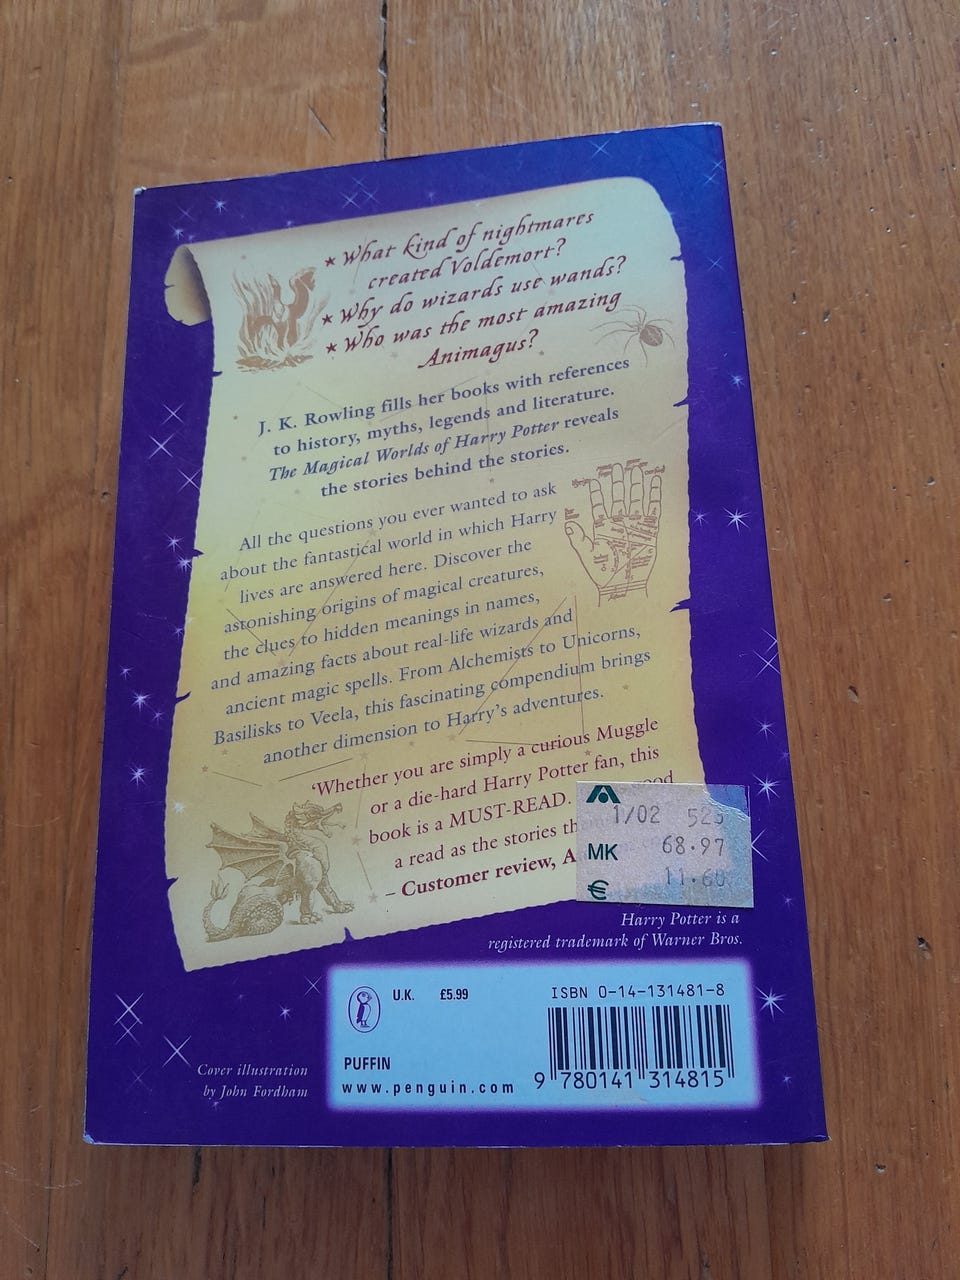 ★ What kind of nightmares
created Voldemort?
★ Why do wizards use wands?
★ Who was the most amazing
Animagus?
J. K. Rowling fills her books with references
to history, myths, legends and literature.
The Magical Worlds of Harry Potter reveals
the stories behind the stories.
All the questions you ever wanted to ask
about the fantastical world in which Harry
lives are answered here. Discover the
astonishing origins of magical creatures,
the clues to hidden meanings in names,
and amazing facts about real-life wizards and
ancient magic spells. From Alchemists to Unicorns,
Basilisks to Veela, this fascinating compendium brings
another dimension to Harry's adventures.
'Whether you are simply a curious Muggle
or a die-hard Harry Potter fan, this
book is a MUST-READ.
a read as the stories
– Customer review,
1/02 523
MK 68.97
€ 11.60
Harry Potter is a
registered trademark of Warner Bros.
U.K. £5.99
ISBN 0-14-131481-8
PUFFIN
www.penguin.com
9 780141 314815
Cover illustration
by John Fordham